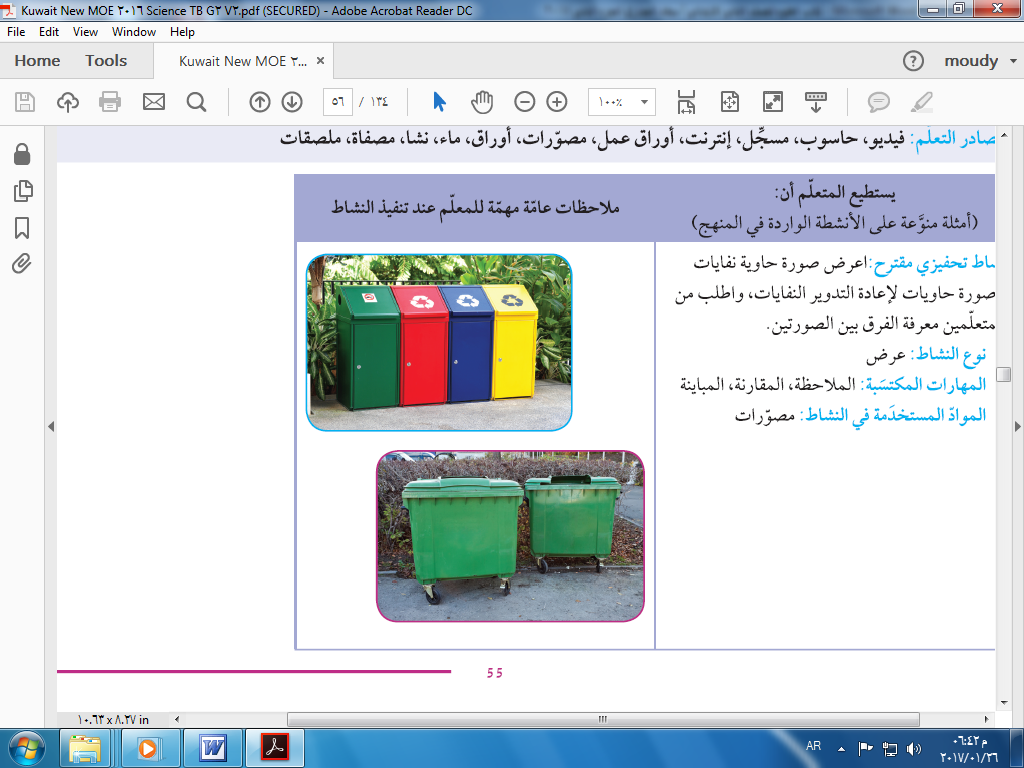 Kuwait New MOE ٢٠١٦ Science TB G٣ V٢.pdf (SECURED) - Adobe Acrobat Reader DC
File Edit View Window Help
Home Tools Kuwait New MOE ٢... × moudy
٥٦ / ١٣٤ ١٠٠٪
صادر التعلّم: فيديو، حاسوب، مسجِّل، إنترنت، أوراق عمل، مصوّرات، أوراق، ماء، نشا، مصفاة، ملصقات
يستطيع المتعلّم أن:
(أمثلة منوَّعة على الأنشطة الواردة في المنهج)
ملاحظات عامّة مهمّة للمعلّم عند تنفيذ النشاط
ساط تحفيزي مقترح: اعرض صورة حاوية نفايات
صورة حاويات لإعادة التدوير النفايات، واطلب من
متعلّمين معرفة الفرق بين الصورتين.
نوع النشاط: عرض
المهارات المكتسَبة: الملاحظة، المقارنة، المباينة
الموادّ المستخدَمة في النشاط: مصوّرات
55
١٠.٦٣ x ٨.٢٧ in
AR
٠٦:٤٢ م
٢٠١٧/٠١/٢٦